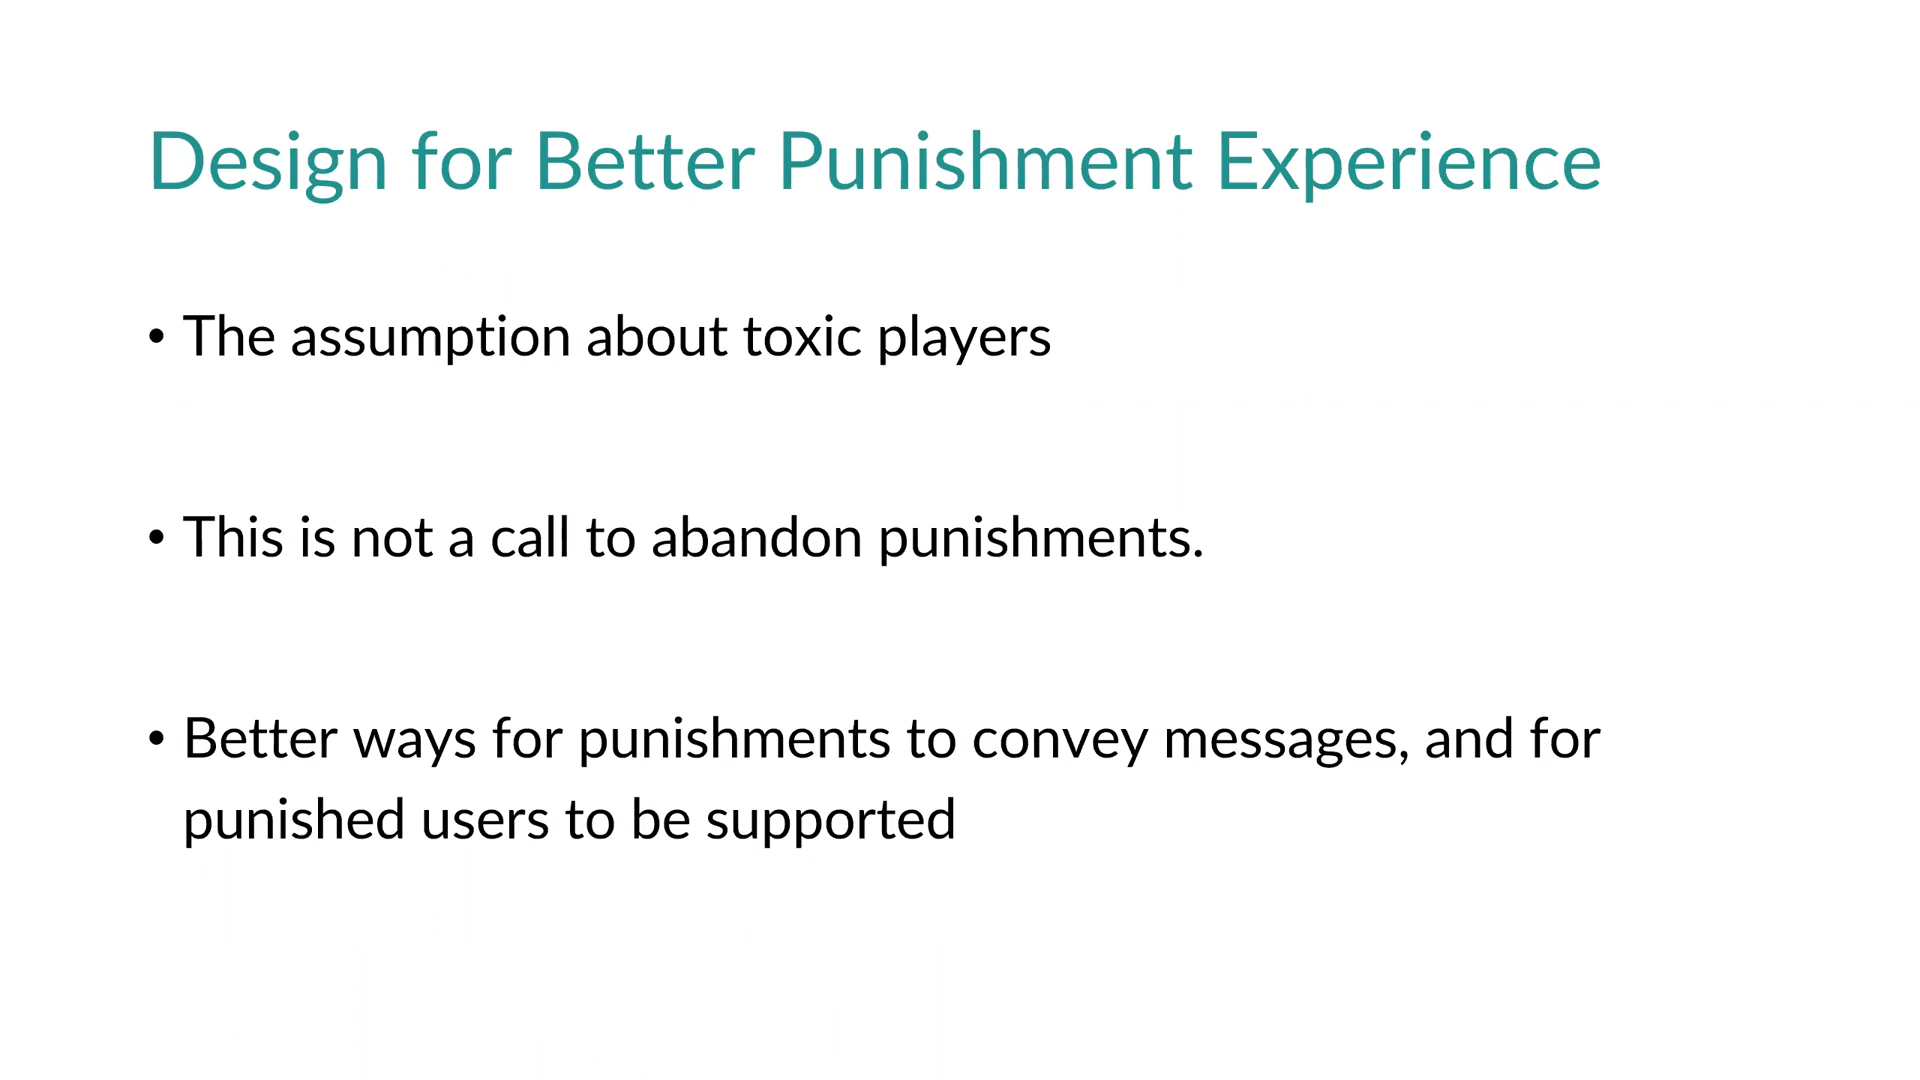 Design for Better Punishment Experience
• The assumption about toxic players
• This is not a call to abandon punishments.
• Better ways for punishments to convey messages, and for
punished users to be supported